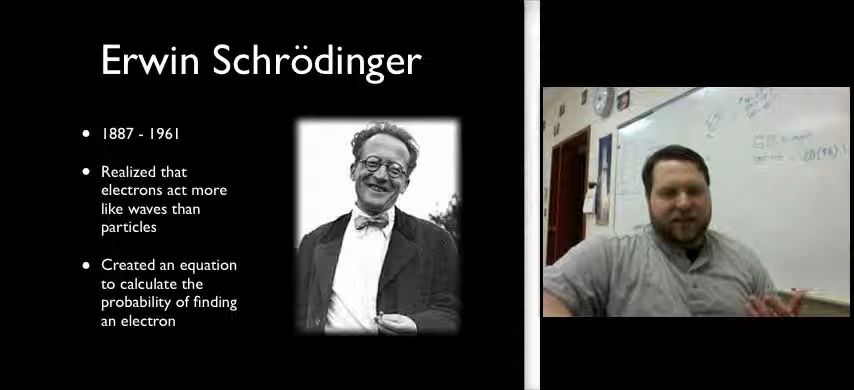 Erwin Schrödinger
• 1887 - 1961
• Realized that
electrons act more
like waves than
particles
• Created an equation
to calculate the
probability of finding
an electron